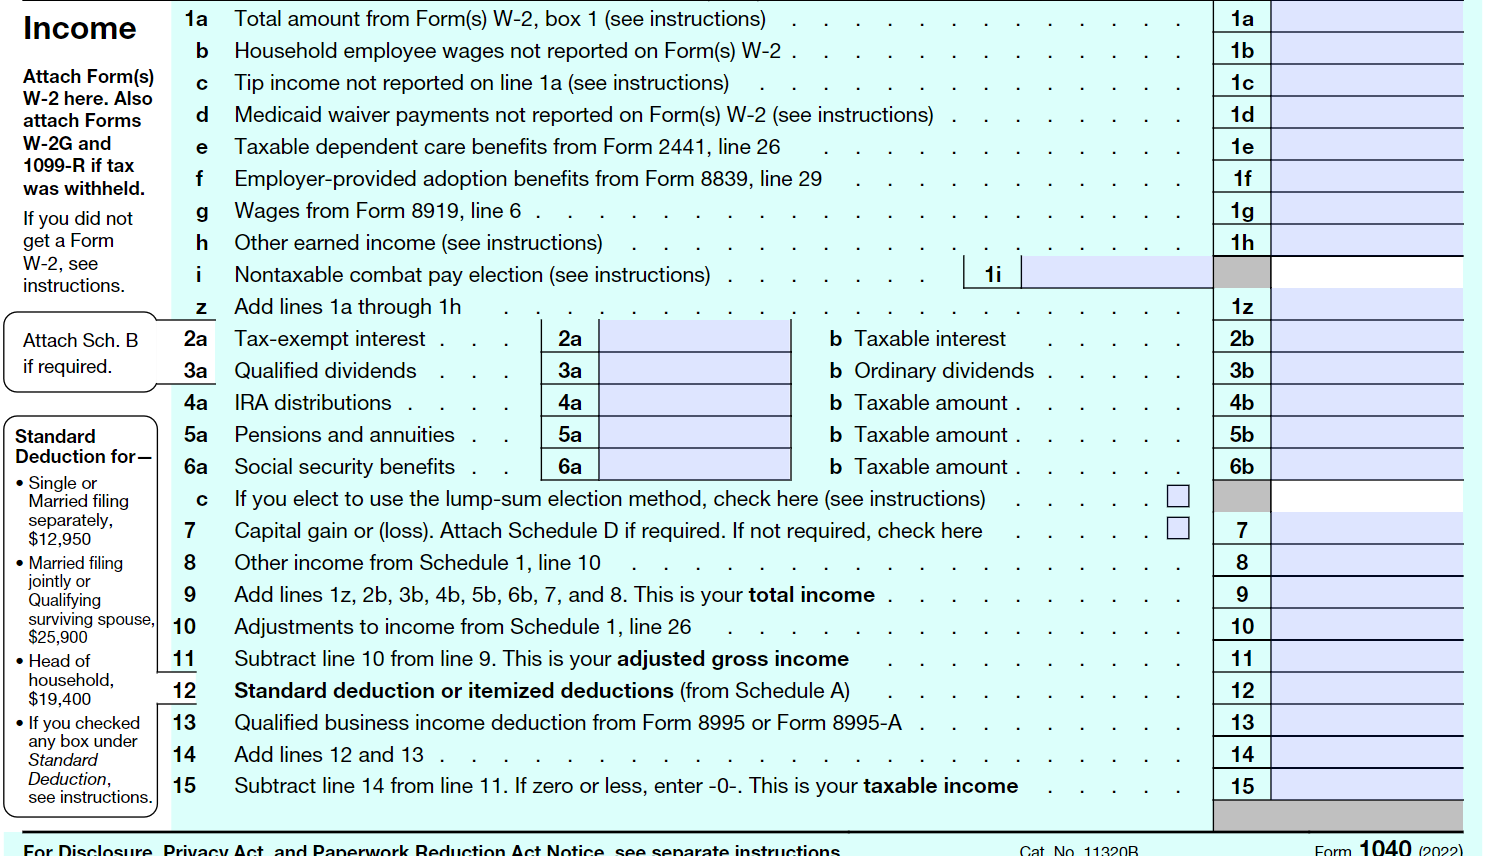 Income
Attach Form(s)
W-2 here. Also
attach Forms
W-2G and
1099-R if tax
was withheld.
If you did not
get a Form
W-2, see
instructions.
1a Total amount from Form(s) W-2, box 1 (see instructions) . . . . . . . . . . . . . 1a
b Household employee wages not reported on Form(s) W-2 . . . . . . . . . . . . . 1b
c Tip income not reported on line 1a (see instructions) . . . . . . . . . . . . . . 1c
d Medicaid waiver payments not reported on Form(s) W-2 (see instructions) . . . . . . . . 1d
e Taxable dependent care benefits from Form 2441, line 26 . . . . . . . . . . . . 1e
f Employer-provided adoption benefits from Form 8839, line 29 . . . . . . . . . . . 1f
g Wages from Form 8919, line 6 . . . . . . . . . . . . . . . . . . . . . 1g
h Other earned income (see instructions) . . . . . . . . . . . . . . . . . . 1h
i Nontaxable combat pay election (see instructions) . . . . . . . 1i
z Add lines 1a through 1h . . . . . . . . . . . . . . . . . . . . . . 1z
Attach Sch. B
if required.
2a Tax-exempt interest . . . 2a b Taxable interest . . . . . 2b
3a Qualified dividends . . . 3a b Ordinary dividends . . . . . 3b
4a IRA distributions . . . . 4a b Taxable amount . . . . . . 4b
5a Pensions and annuities . . 5a b Taxable amount . . . . . . 5b
6a Social security benefits . . 6a b Taxable amount . . . . . . 6b
c If you elect to use the lump-sum election method, check here (see instructions) . . . . .
7 Capital gain or (loss). Attach Schedule D if required. If not required, check here . . . . . 7
8 Other income from Schedule 1, line 10 . . . . . . . . . . . . . . . . . . 8
9 Add lines 1z, 2b, 3b, 4b, 5b, 6b, 7, and 8. This is your total income . . . . . . . . . . 9
10 Adjustments to income from Schedule 1, line 26 . . . . . . . . . . . . . . . 10
11 Subtract line 10 from line 9. This is your adjusted gross income . . . . . . . . . . 11
12 Standard deduction or itemized deductions (from Schedule A) . . . . . . . . . . 12
13 Qualified business income deduction from Form 8995 or Form 8995-A . . . . . . . . . 13
14 Add lines 12 and 13 . . . . . . . . . . . . . . . . . . . . . . . . 14
15 Subtract line 14 from line 11. If zero or less, enter -0-. This is your taxable income . . . . . 15
Standard
Deduction for—
• Single or
Married filing
separately,
$12,950
• Married filing
jointly or
Qualifying
surviving spouse,
$25,900
• Head of
household,
$19,400
• If you checked
any box under
Standard
Deduction,
see instructions.
For Disclosure, Privacy Act, and Paperwork Reduction Act Notice, see separate instructions. Cat. No. 11320B Form 1040 (2022)